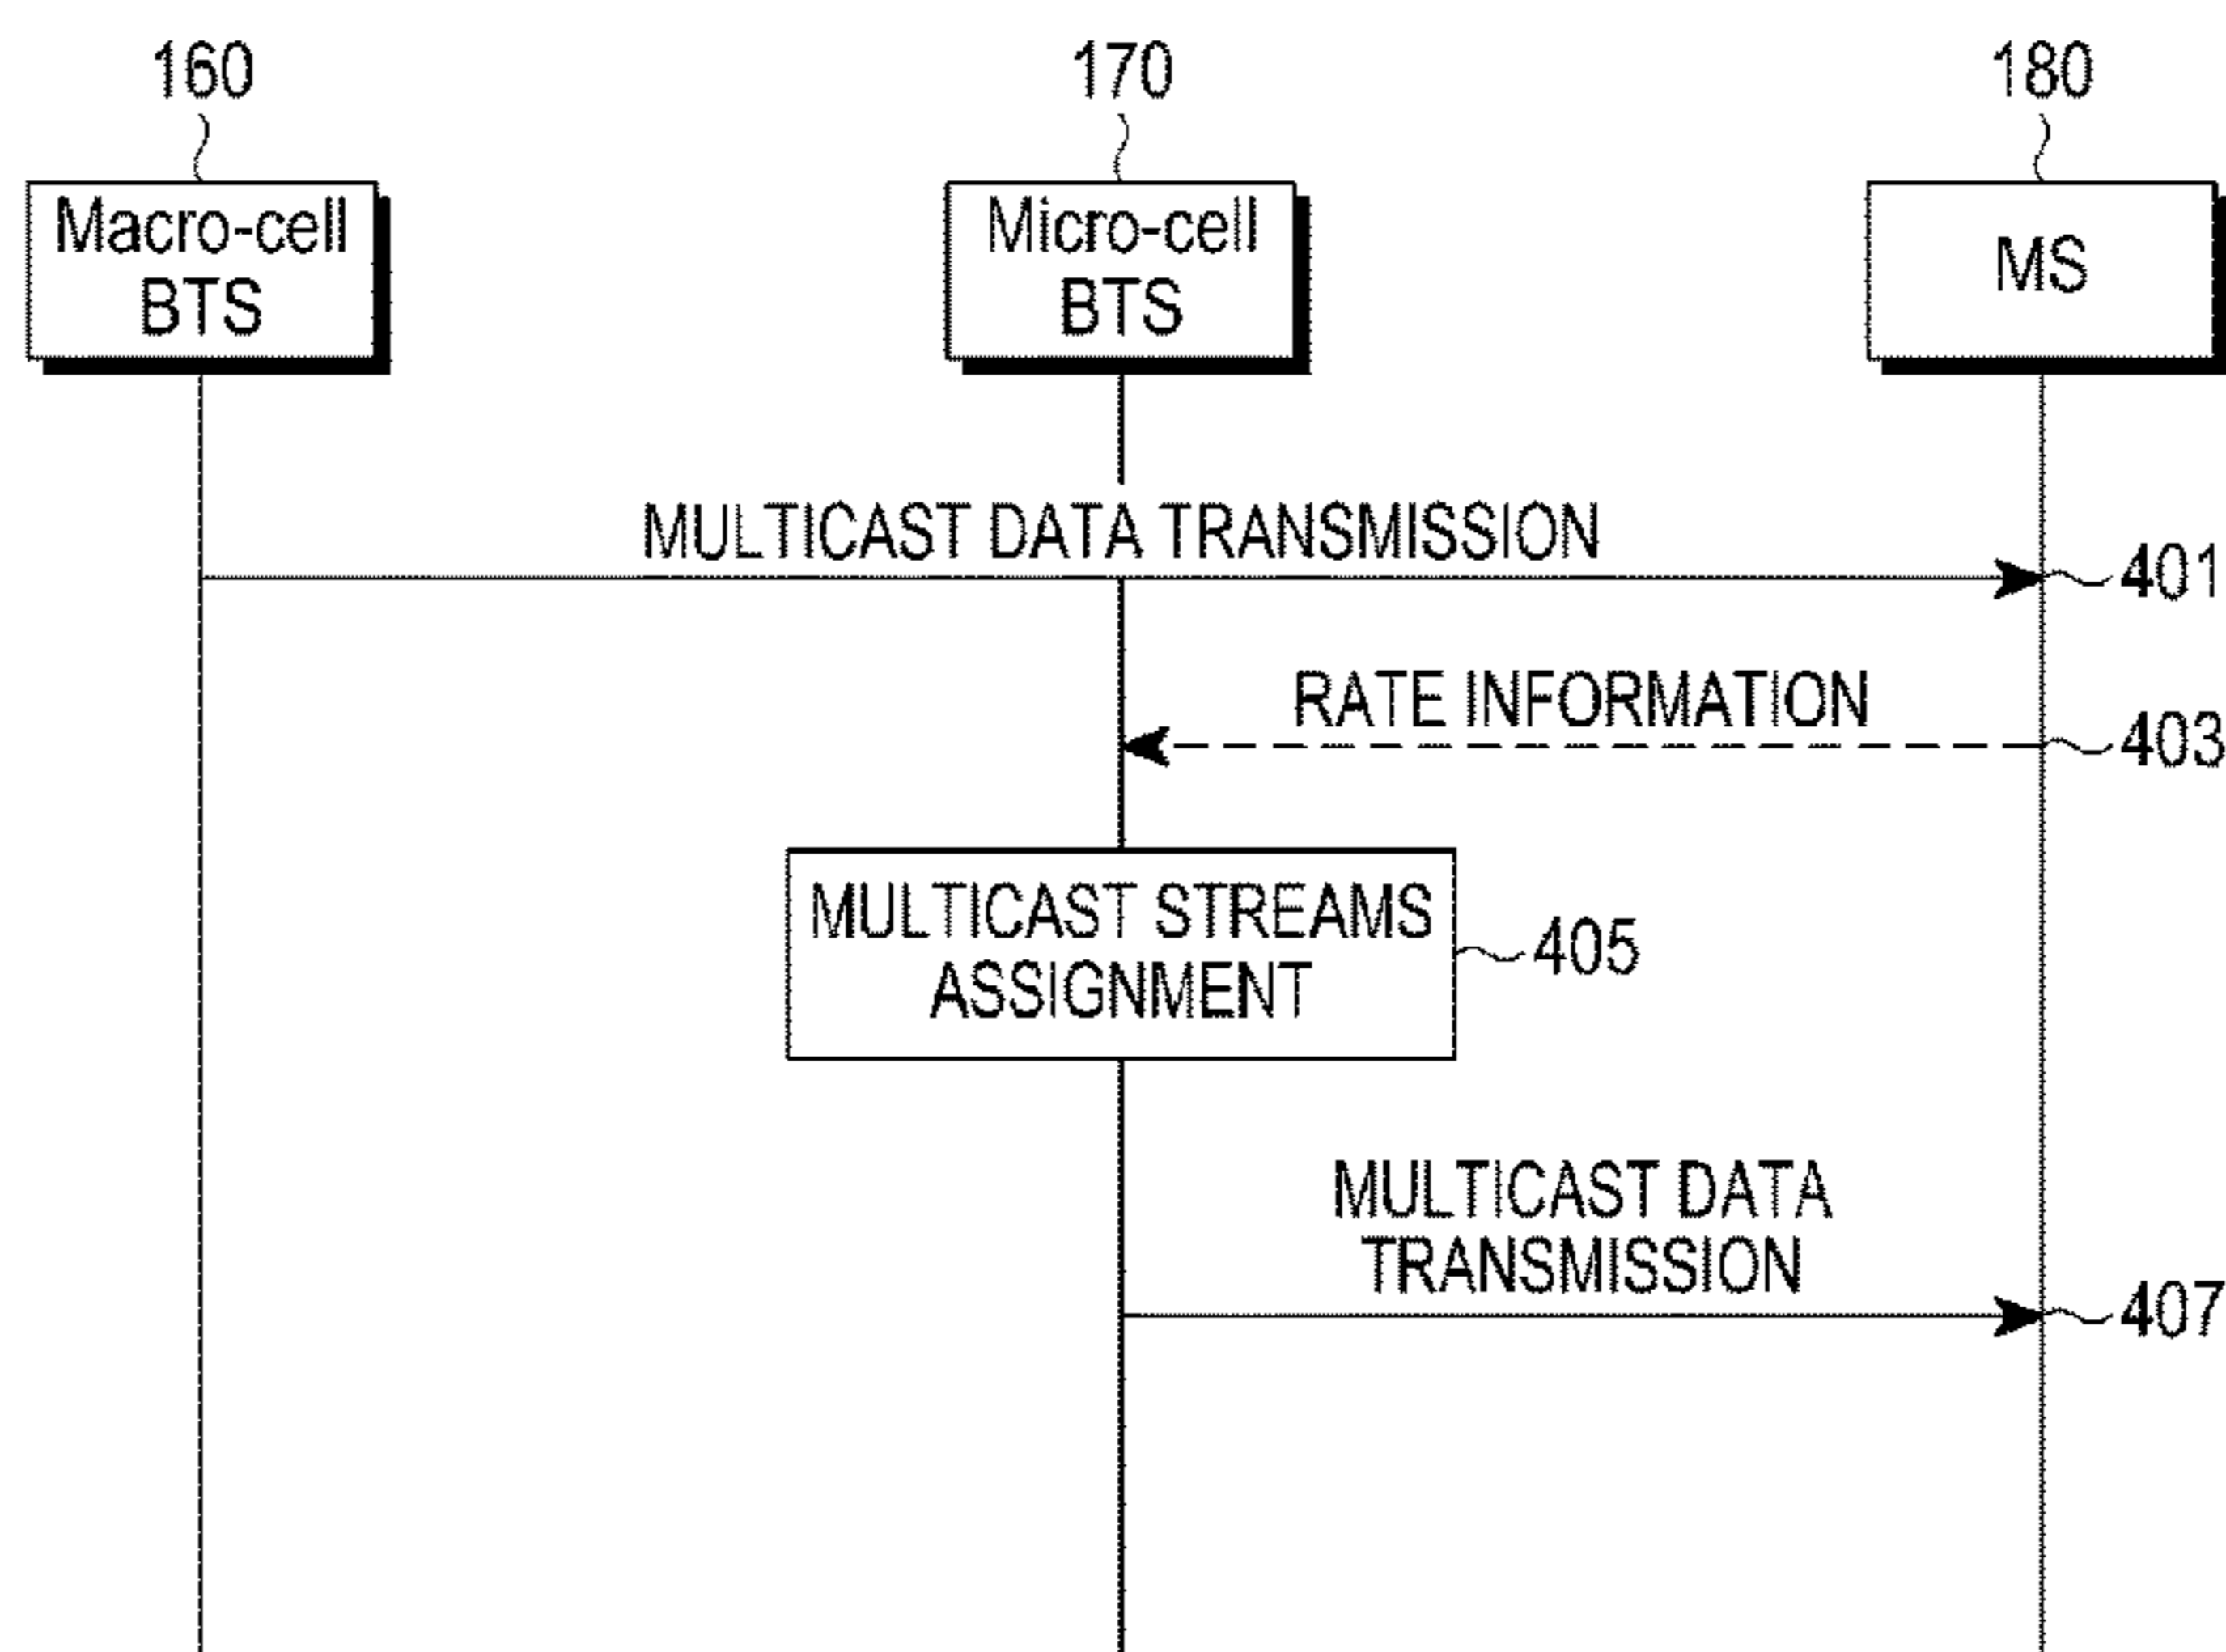 160
170
180
Macro-cell
BTS
Micro-cell
BTS
MS
MULTICAST DATA TRANSMISSION
401
RATE INFORMATION
403
MULTICAST STREAMS
ASSIGNMENT
405
MULTICAST DATA
TRANSMISSION
407